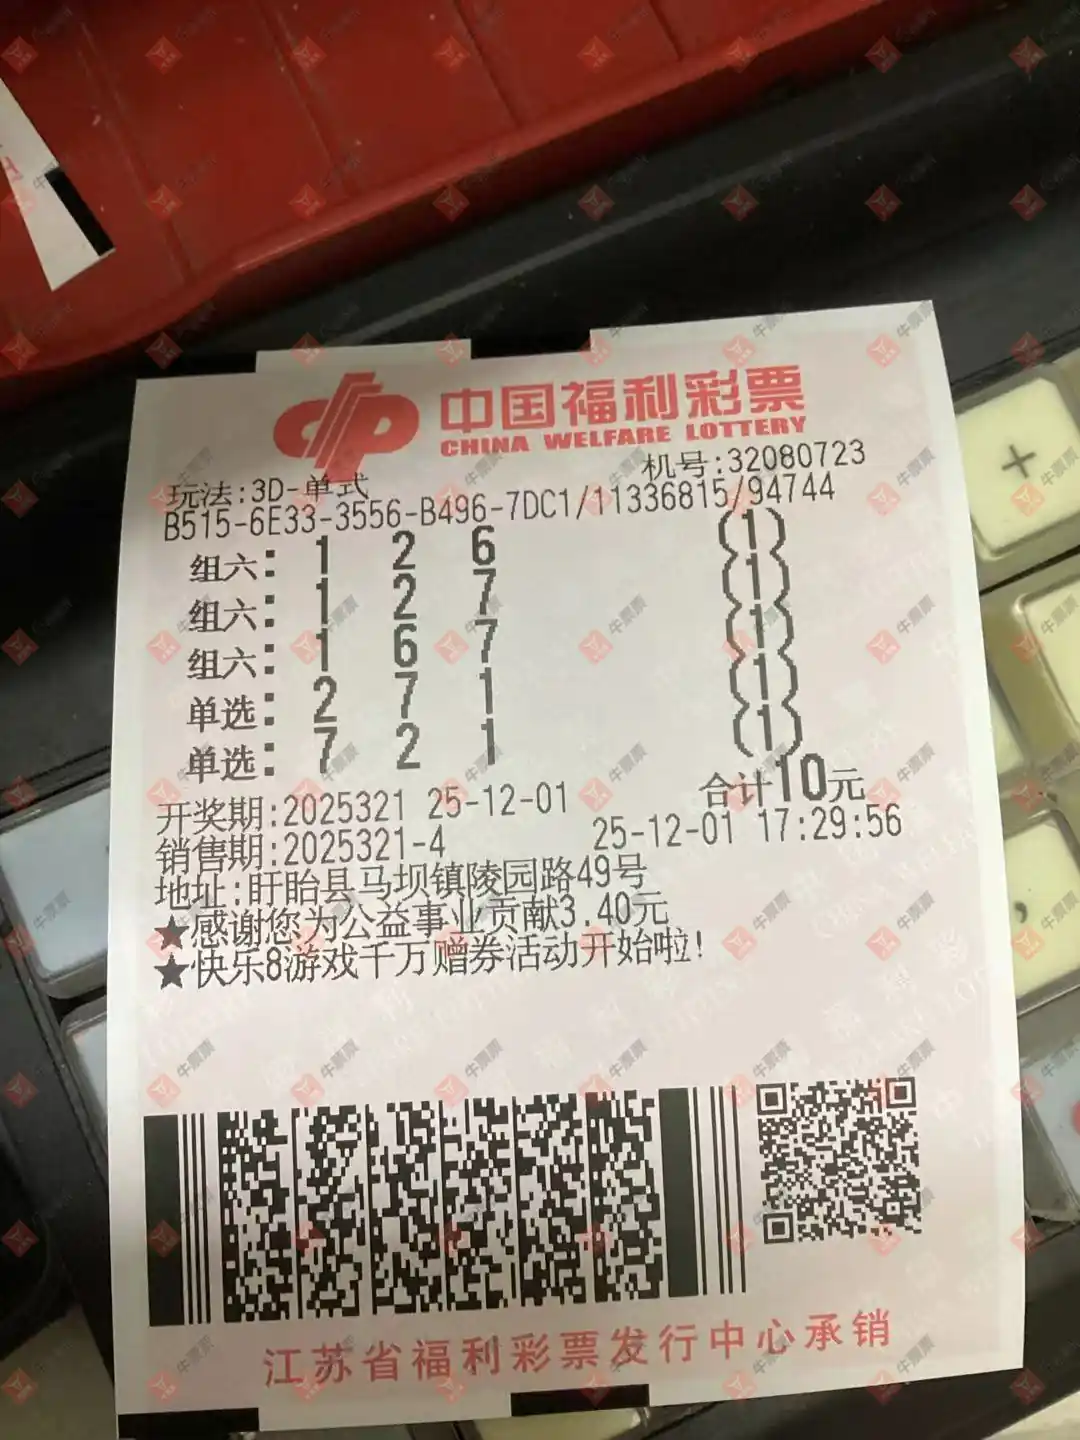 中国福利彩票
CHINA WELFARE LOTTERY
玩法:3D-单式 机号:32080723
B515-6E33-3556-B496-7DC1/11336815/94744
组六: 1 2 6 (1)
组六: 1 2 7 (1)
组六: 1 6 7 (1)
单选: 2 7 1 (1)
单选: 7 2 1 (1)
合计10元
开奖期:2025321 25-12-01
销售期:2025321-4 25-12-01 17:29:56
地址:盱眙县马坝镇陵园路49号
★感谢您为公益事业贡献3.40元
★快乐8游戏千万赠券活动开始啦!
江苏省福利彩票发行中心承销
牛票票